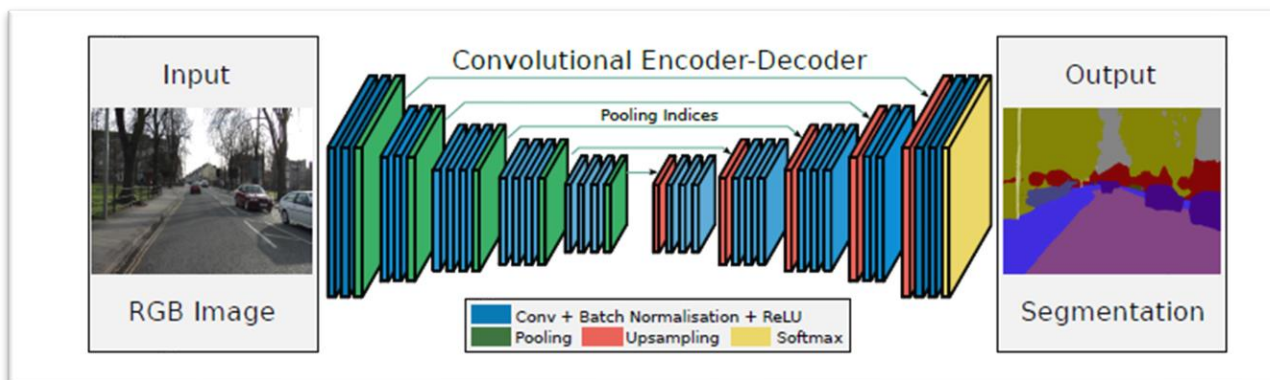 Input
RGB Image
Convolutional Encoder-Decoder
Pooling Indices
Conv + Batch Normalisation + ReLU
Pooling Upsampling Softmax
Output
Segmentation